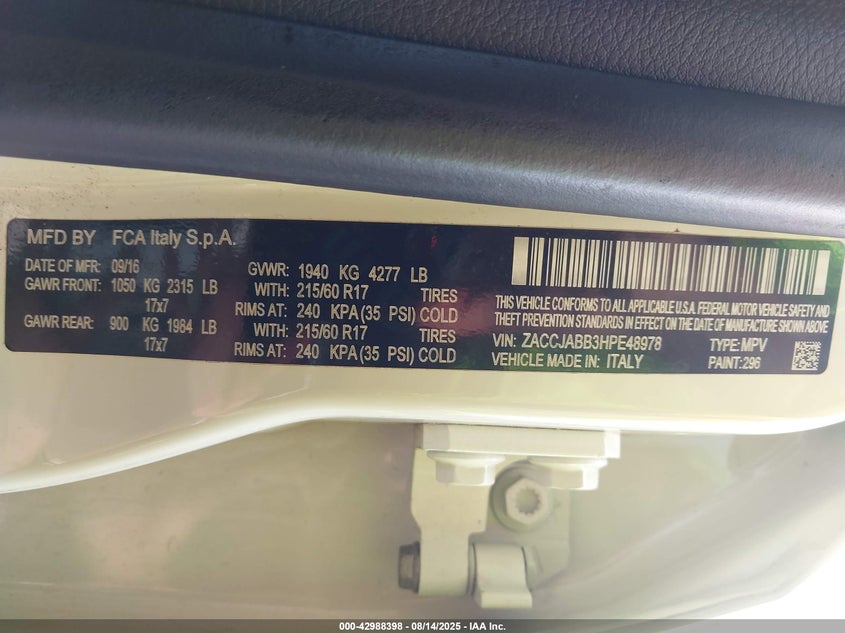 MFD BY FCA Italy S.p.A.
DATE OF MFR: 09/16 GVWR: 1940 KG 4277 LB
GAWR FRONT: 1050 KG 2315 LB WITH: 215/60 R17 TIRES
17x7 RIMS AT: 240 KPA (35 PSI) COLD
GAWR REAR: 900 KG 1984 LB WITH: 215/60 R17 TIRES
17x7 RIMS AT: 240 KPA (35 PSI) COLD
THIS VEHICLE CONFORMS TO ALL APPLICABLE U.S.A. FEDERAL MOTOR VEHICLE SAFETY AND
THEFT PREVENTION STANDARDS IN EFFECT ON THE DATE OF MANUFACTURE SHOWN ABOVE
VIN: ZACCJABB3HPE48978 TYPE: MPV
VEHICLE MADE IN: ITALY PAINT: 296
000-42988398 - 08/14/2025 - IAA Inc.